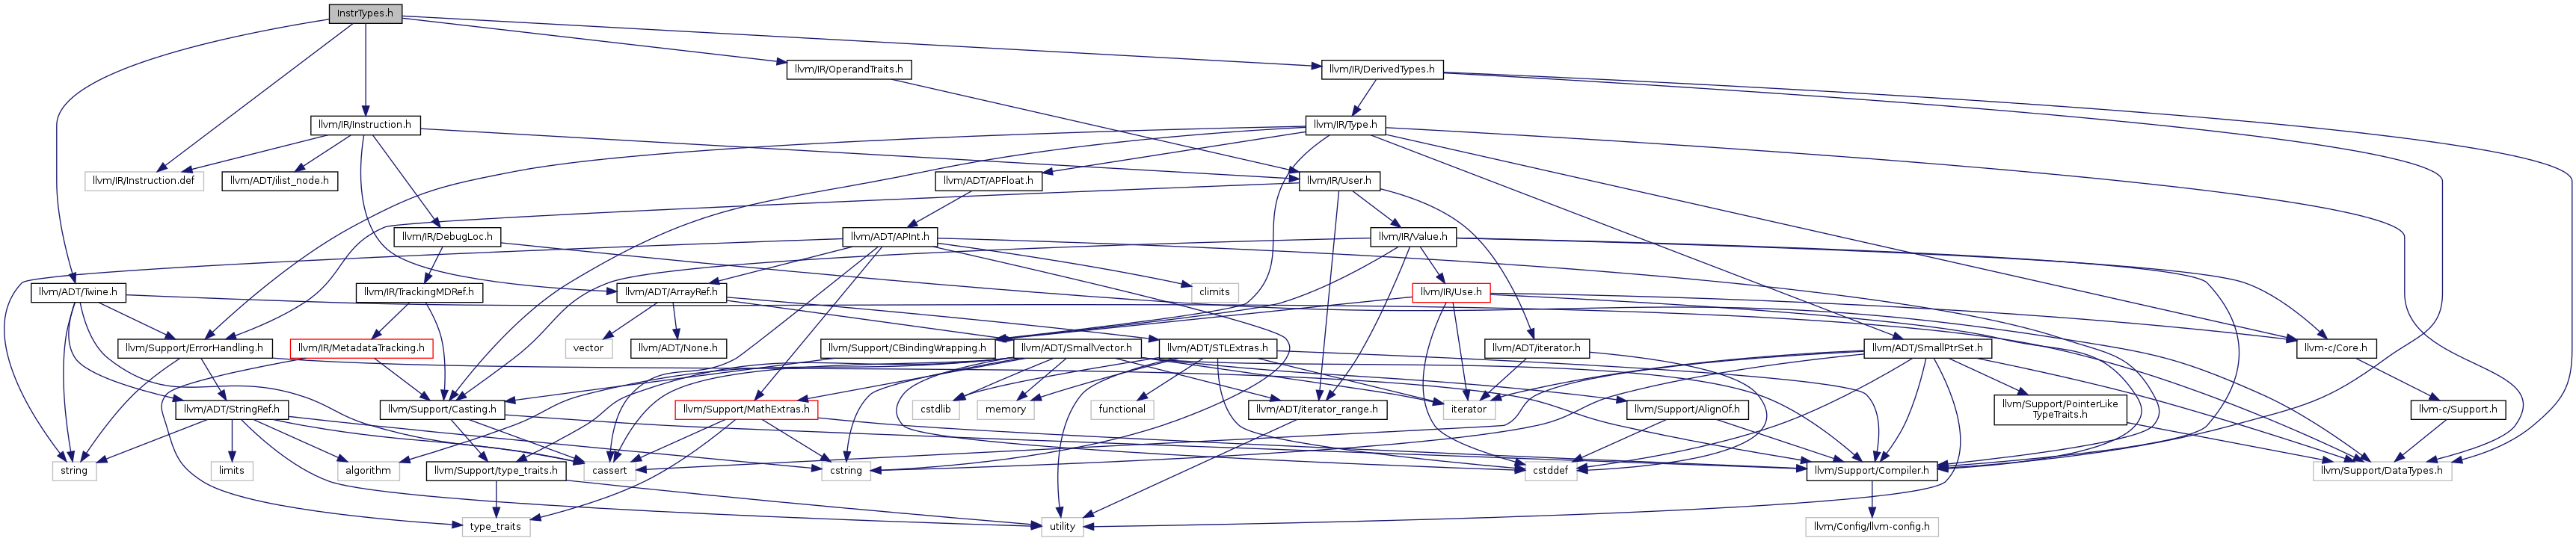 InstrTypes.h
llvm/IR/OperandTraits.h
llvm/IR/DerivedTypes.h
llvm/IR/Instruction.h
llvm/IR/Type.h
llvm/IR/Instruction.def
llvm/ADT/ilist_node.h
llvm/ADT/APFloat.h
llvm/IR/User.h
llvm/IR/DebugLoc.h
llvm/ADT/APInt.h
llvm/IR/Value.h
llvm/ADT/Twine.h
llvm/IR/TrackingMDRef.h
llvm/ADT/ArrayRef.h
climits
llvm/IR/Use.h
llvm/Support/ErrorHandling.h
llvm/IR/MetadataTracking.h
vector
llvm/ADT/None.h
llvm/Support/CBindingWrapping.h
llvm/ADT/SmallVector.h
llvm/ADT/STLExtras.h
llvm/ADT/iterator.h
llvm/ADT/SmallPtrSet.h
llvm-c/Core.h
llvm/ADT/StringRef.h
llvm/Support/Casting.h
llvm/Support/MathExtras.h
cstdlib
memory
functional
llvm/ADT/iterator_range.h
iterator
llvm/Support/AlignOf.h
llvm/Support/PointerLike
TypeTraits.h
llvm-c/Support.h
string
limits
algorithm
llvm/Support/type_traits.h
cassert
cstring
cstddef
llvm/Support/Compiler.h
llvm/Support/DataTypes.h
type_traits
utility
llvm/Config/llvm-config.h